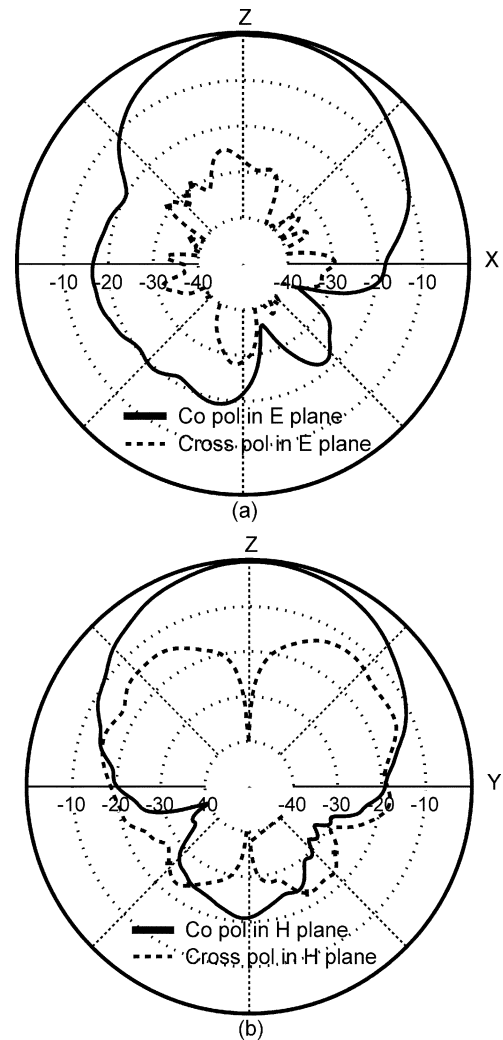 Z
X
-10 -20 -30 -40 -40 -30 -20 -10
Co pol in E plane
Cross pol in E plane
(a)
Z
Y
-10 -20 -30 40 -40 -30 -20 -10
Co pol in H plane
Cross pol in H plane
(b)